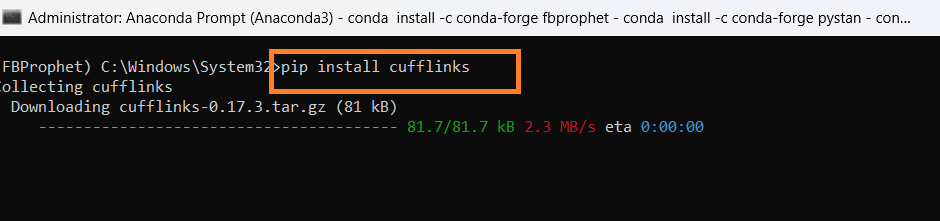 Administrator: Anaconda Prompt (Anaconda3) - conda  install -c conda-forge fbprophet - conda  install -c conda-forge pystan - con...
(FBProphet) C:\Windows\System32>pip install cufflinks
Collecting cufflinks
  Downloading cufflinks-0.17.3.tar.gz (81 kB)
     ---------------------------------------- 81.7/81.7 kB 2.3 MB/s eta 0:00:00